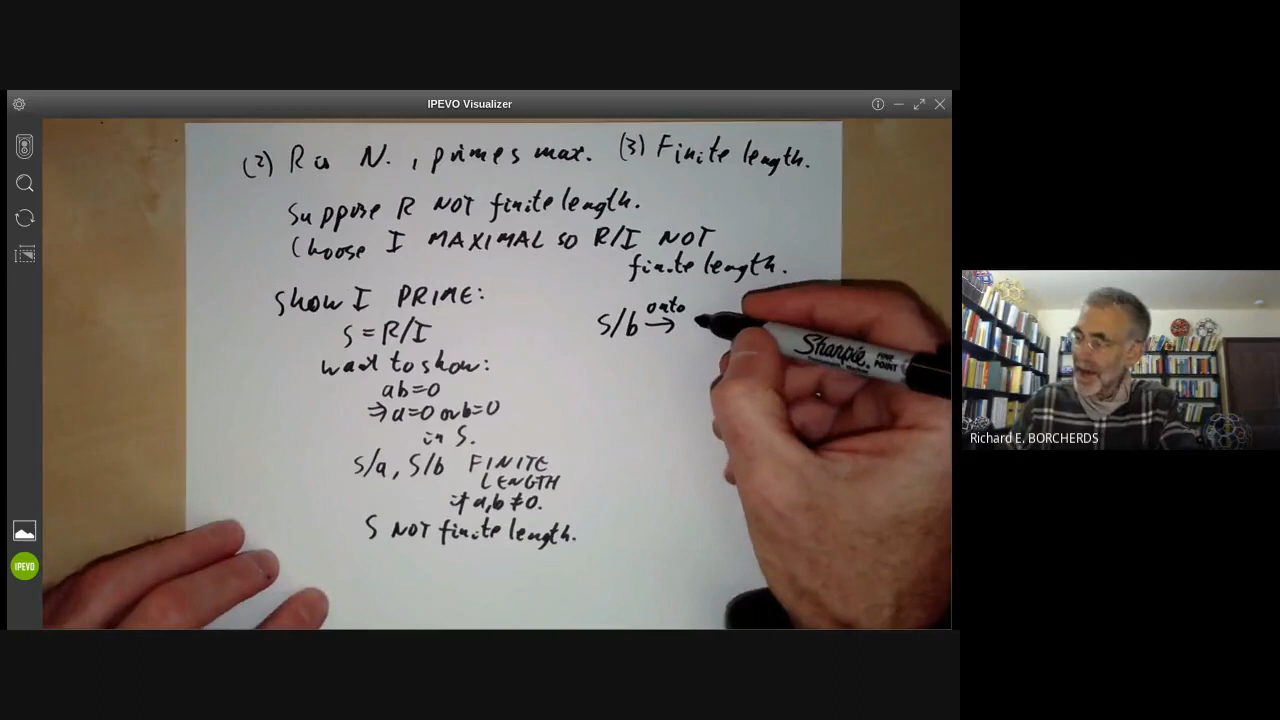 IPEVO Visualizer
(2) R is N., primes max. (3) Finite length.
Suppose R NOT finite length.
Choose I MAXIMAL so R/I NOT
finite length.
Show I PRIME:
S/b onto →
S = R/I
want to show:
ab=0
⇒ a=0 or b=0
in S.
S/a, S/b FINITE
LENGTH
if a,b ≠ 0.
S NOT finite length.
Sharpie. FINE POINT
IPEVO
Richard E. BORCHERDS